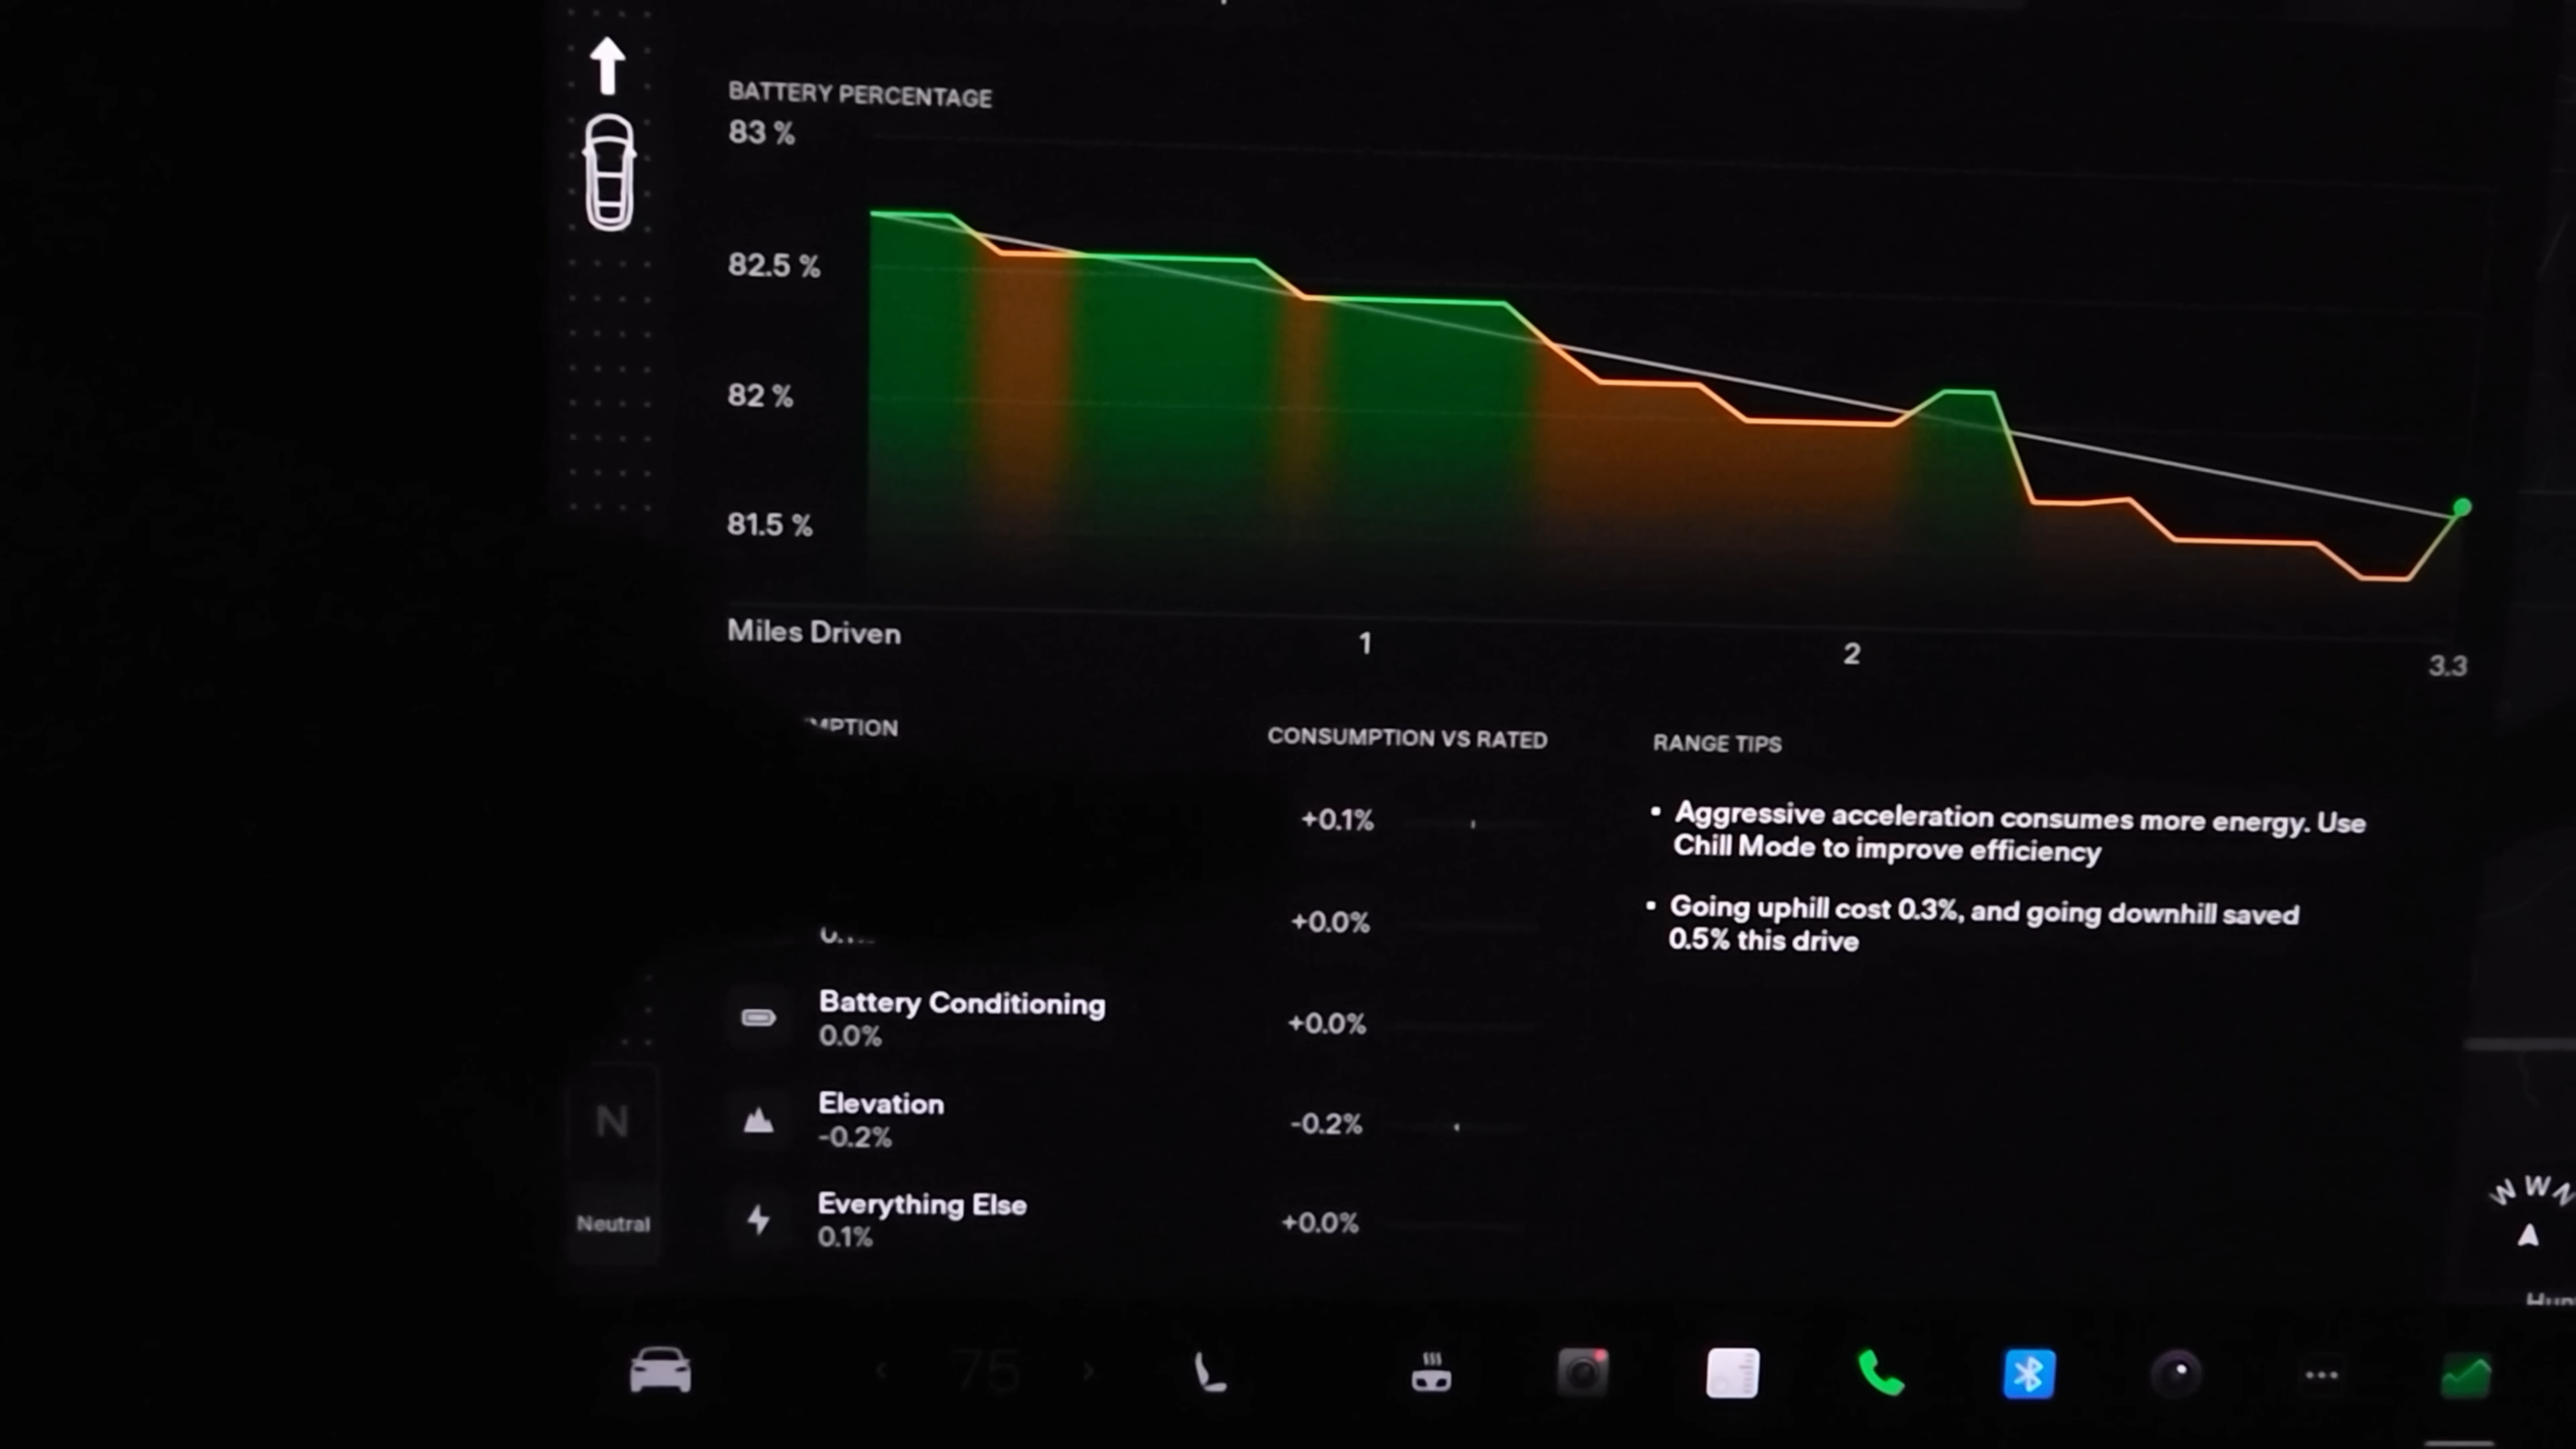 BATTERY PERCENTAGE
83 %
82.5 %
82 %
81.5 %
Miles Driven
1
2
3.3
MPTION
CONSUMPTION VS RATED
RANGE TIPS
+0.1%
• Aggressive acceleration consumes more energy. Use
Chill Mode to improve efficiency
+0.0%
• Going uphill cost 0.3%, and going downhill saved
0.5% this drive
Battery Conditioning
0.0%
+0.0%
Elevation
-0.2%
-0.2%
Everything Else
0.1%
+0.0%
N
Neutral
W W N
75